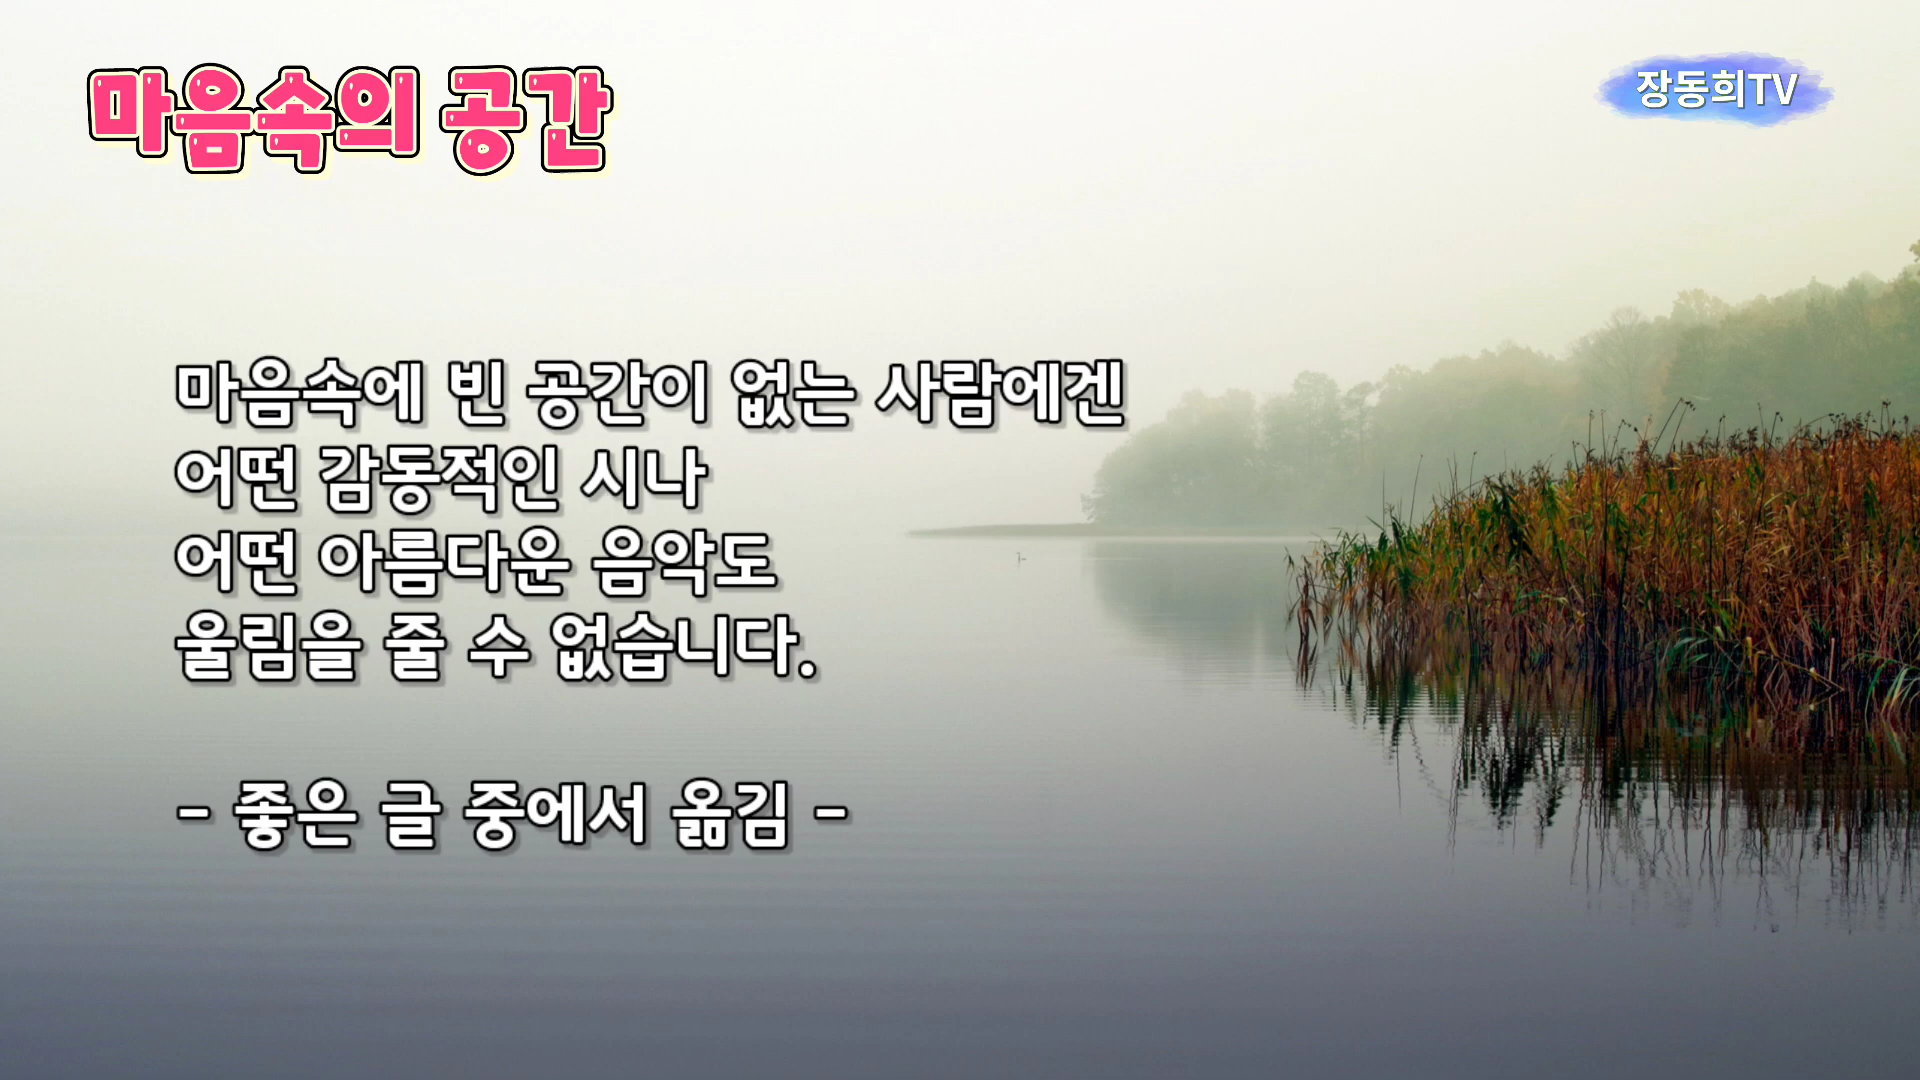 마음속의 공간
장동희TV
마음속에 빈 공간이 없는 사람에겐
어떤 감동적인 시나
어떤 아름다운 음악도
울림을 줄 수 없습니다.
- 좋은 글 중에서 옮김 -